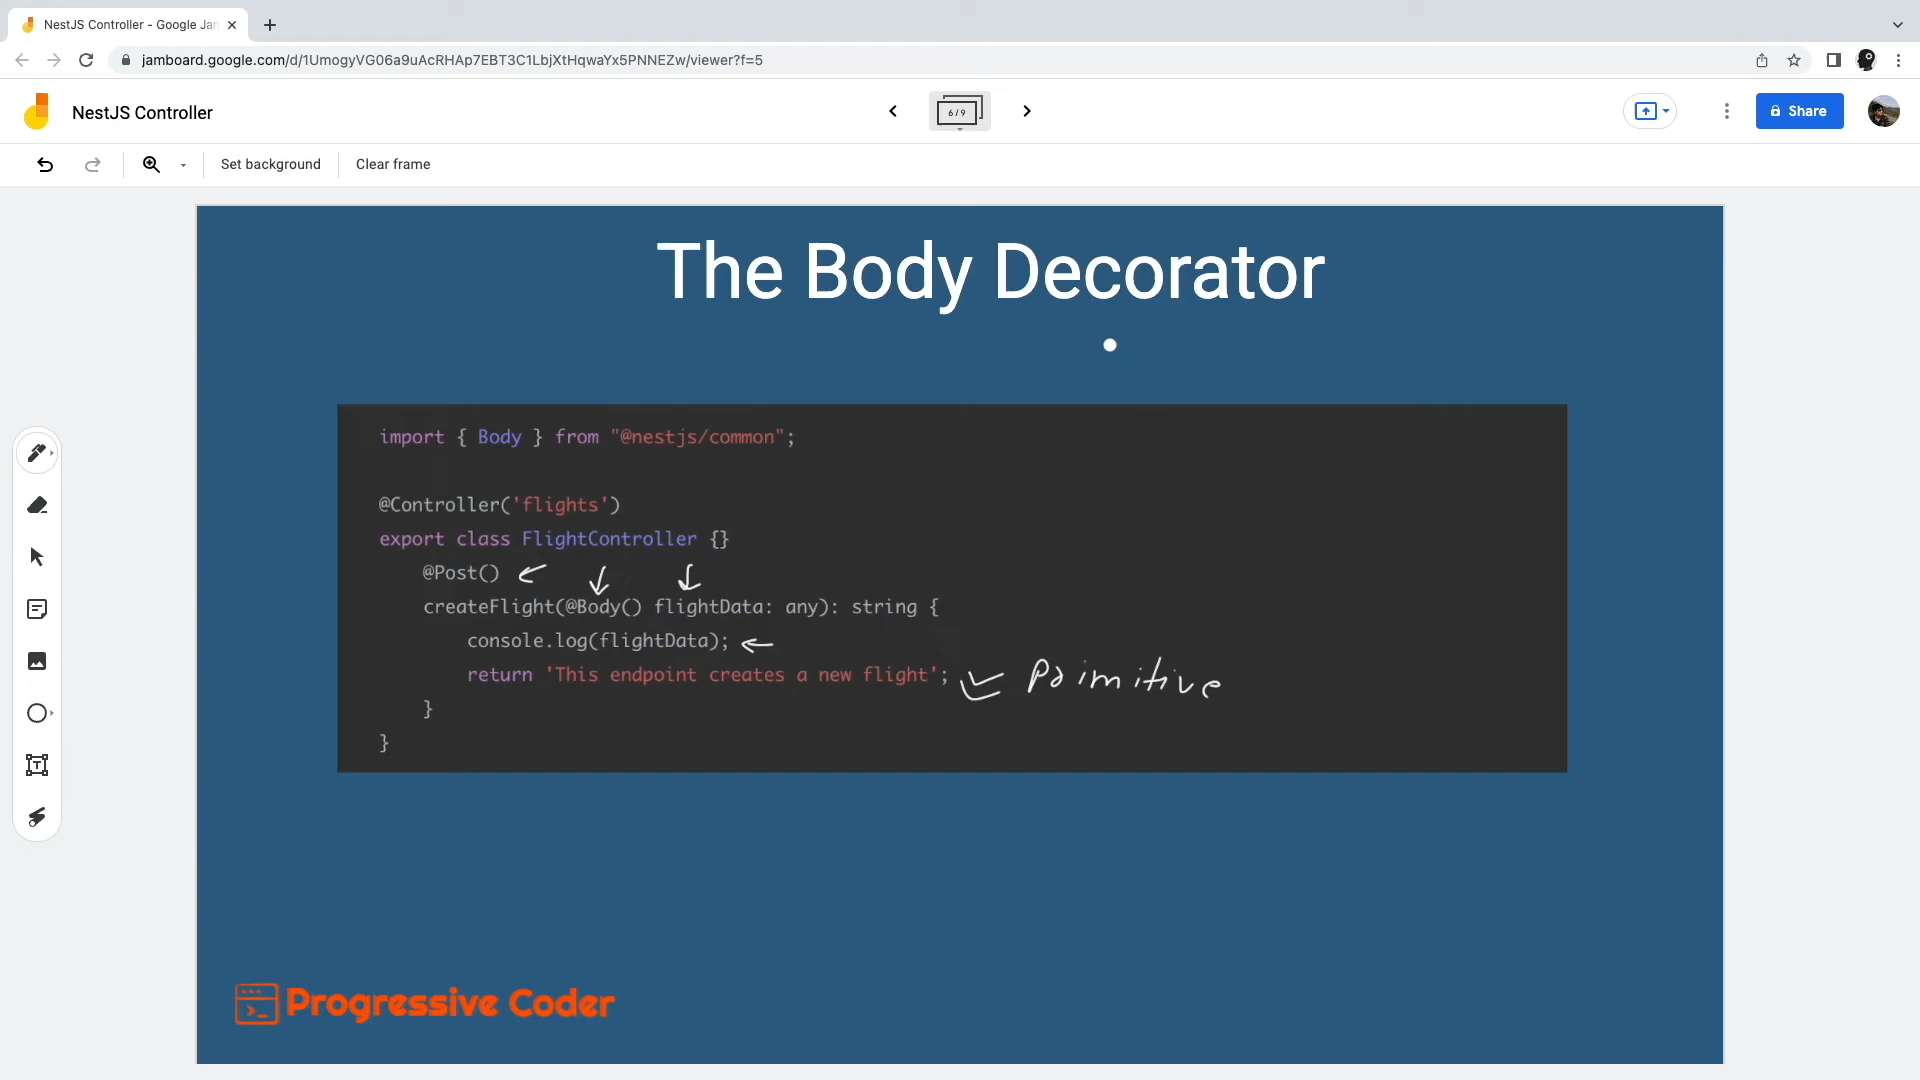 NestJS Controller - Google Jam
jamboard.google.com/d/1UmogyVG06a9uAcRHAp7EBT3C1LbjXtHqwaYx5PNNEZw/viewer?f=5
NestJS Controller
6/9
Share
Set background
Clear frame
The Body Decorator
import { Body } from "@nestjs/common";
@Controller('flights')
export class FlightController {}
@Post()
createFlight(@Body() flightData: any): string {
console.log(flightData);
return 'This endpoint creates a new flight'; Primitive
}
}
Progressive Coder